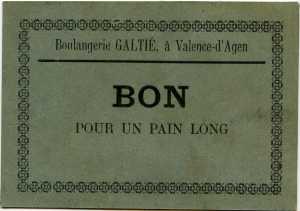 Boulangerie GALTIÉ, à Valence-d'Agen
BON
POUR UN PAIN LONG